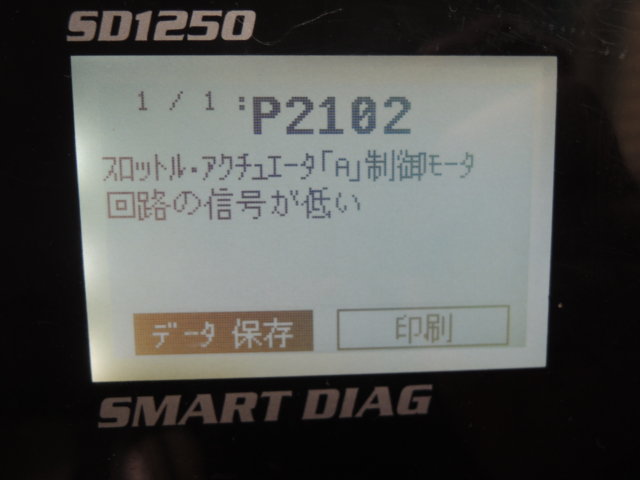 SD1250
1 / 1 : P2102
スロットル・アクチュエータ「A」制御モータ
回路の信号が低い
データ 保存
印刷
SMART DIAG